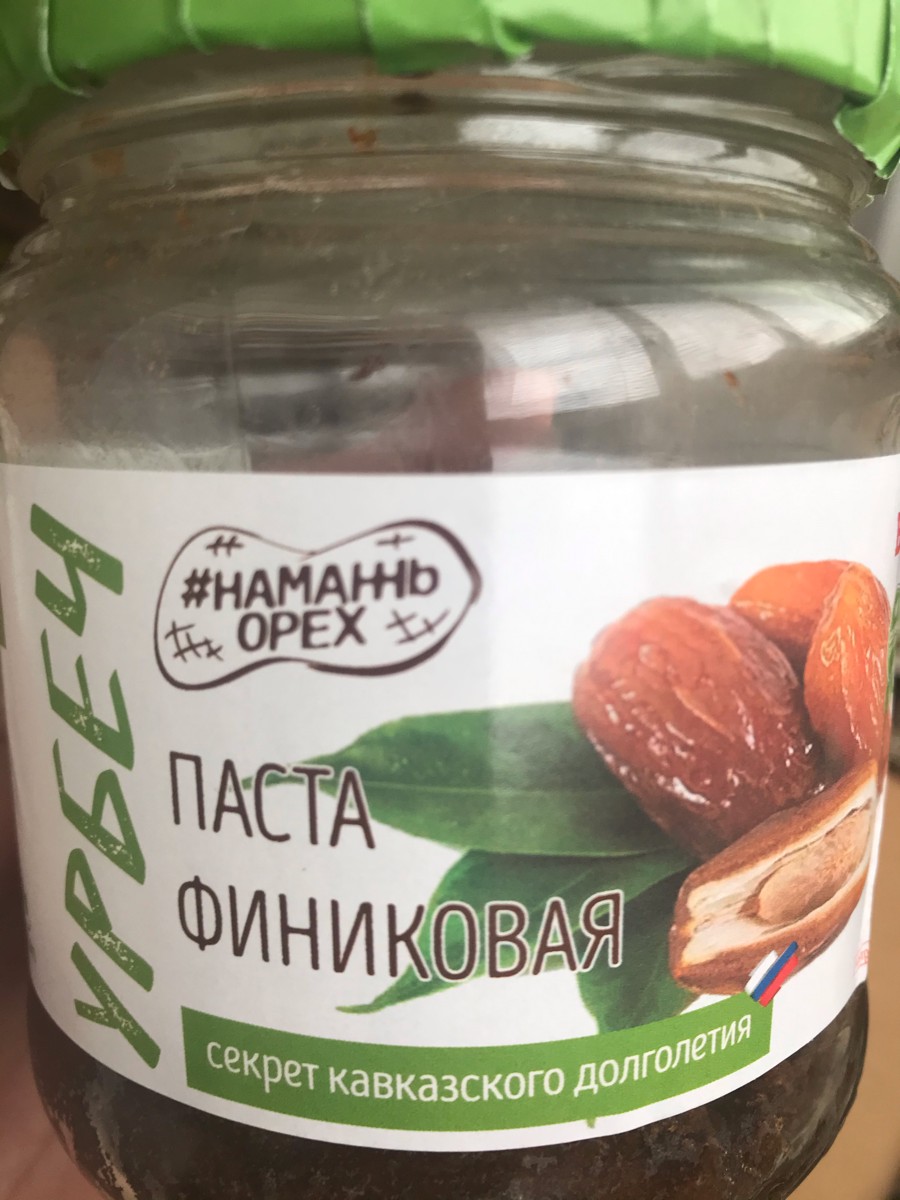 УРБЕЧ
#НАМАЖЬ
ОРЕХ
ПАСТА
ФИНИКОВАЯ
секрет кавказского долголетия